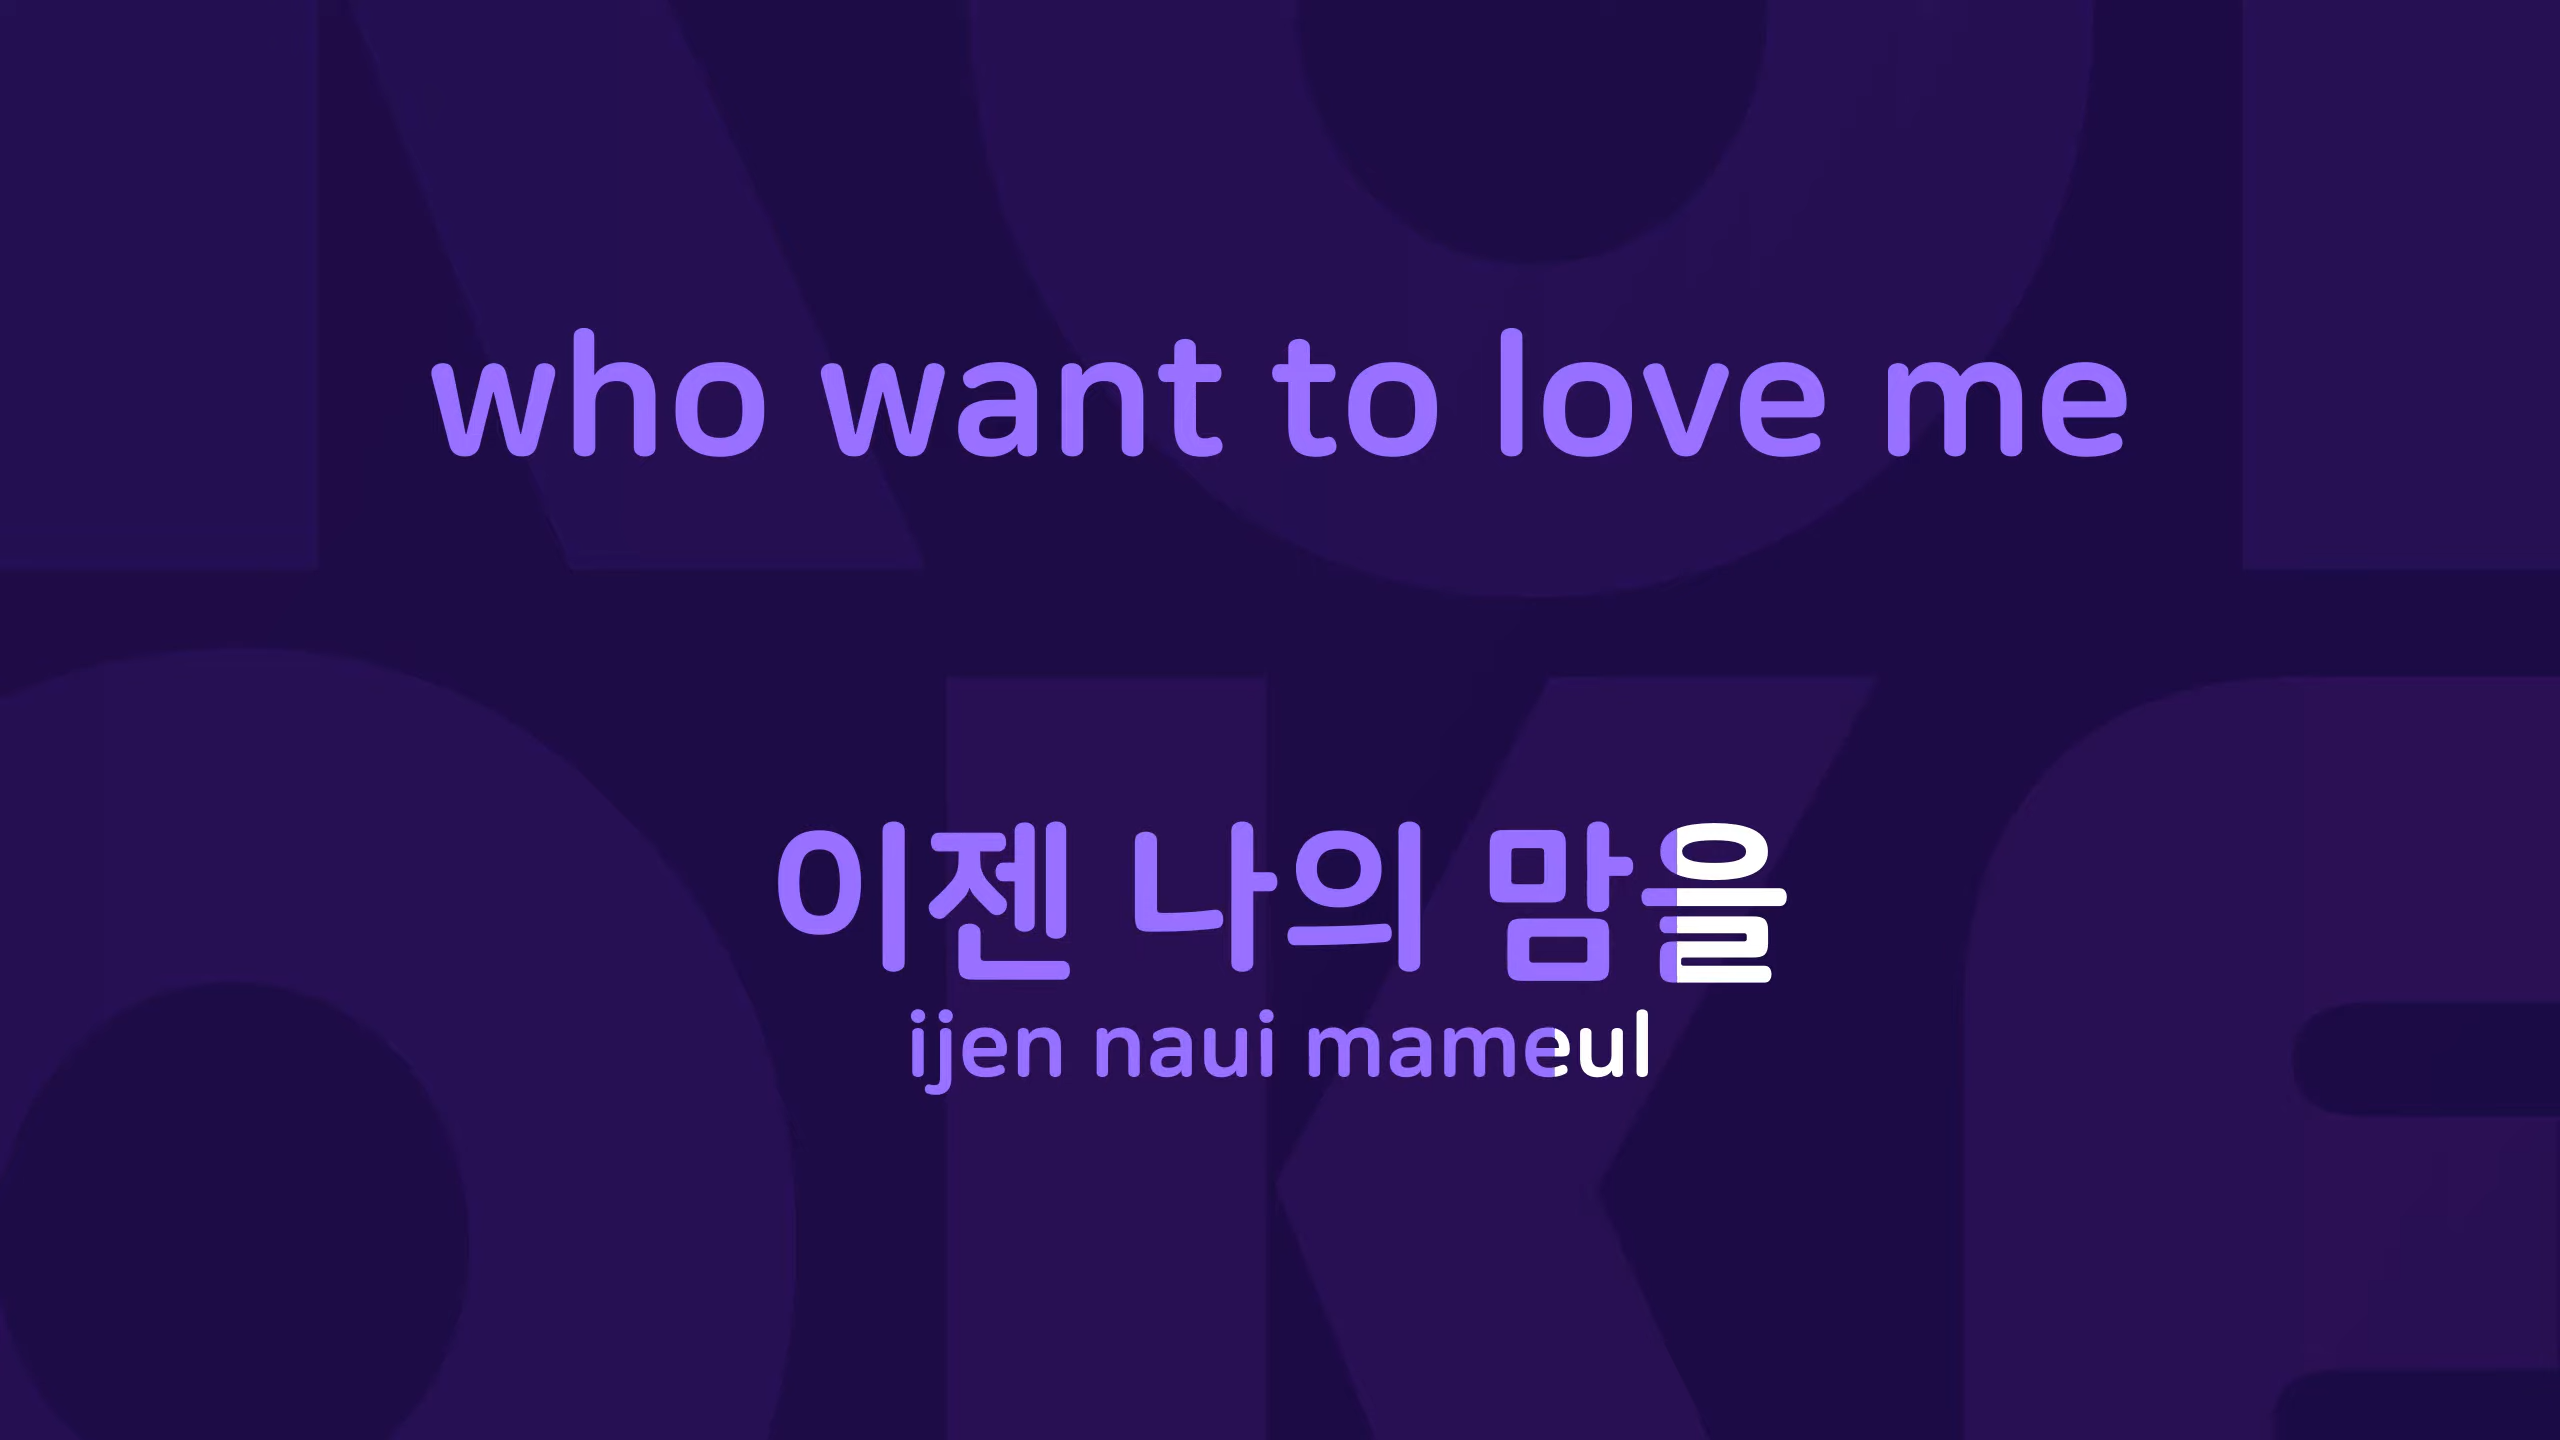 who want to love me
이젠 나의 맘을
ijen naui mameul